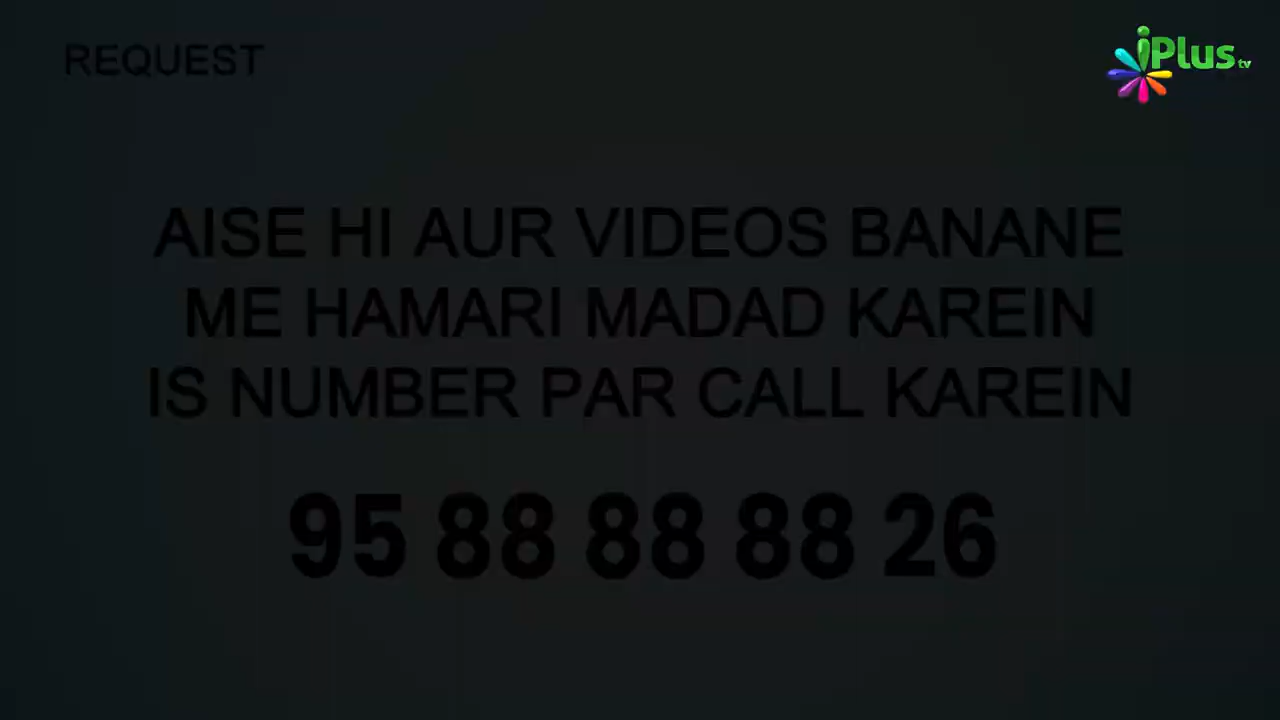 REQUEST
iPlus tv
AISE HI AUR VIDEOS BANANE
ME HAMARI MADAD KAREIN
IS NUMBER PAR CALL KAREIN
95 88 88 88 26